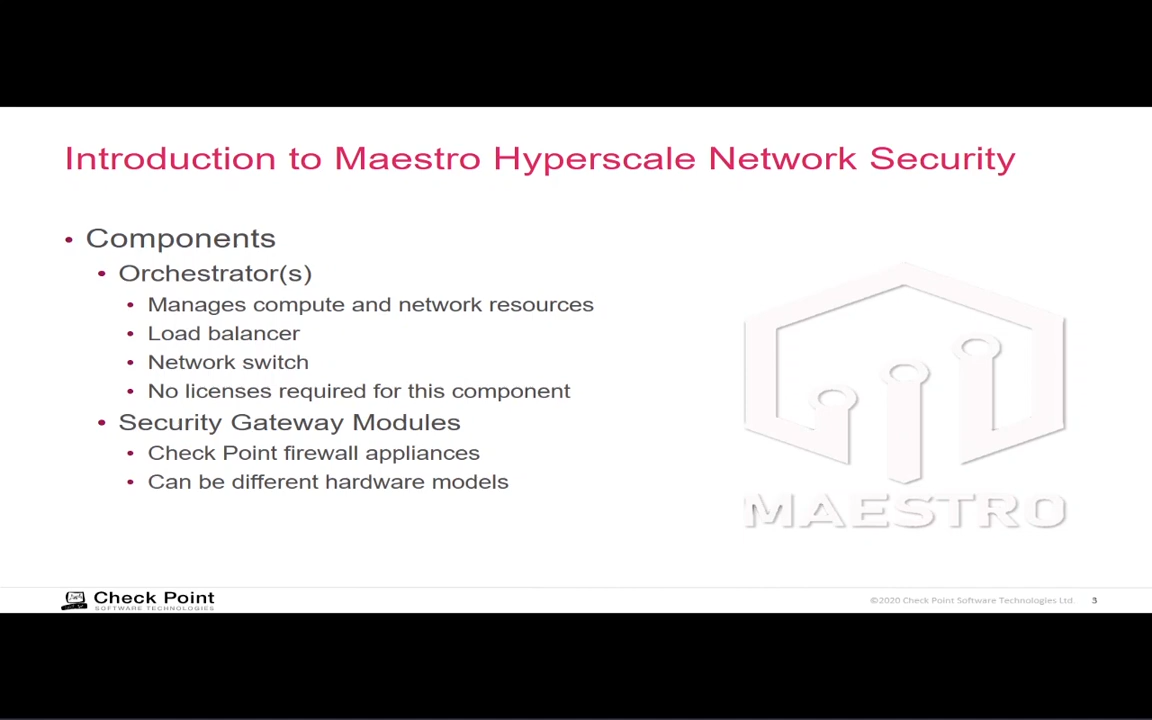 Introduction to Maestro Hyperscale Network Security
• Components
• Orchestrator(s)
• Manages compute and network resources
• Load balancer
• Network switch
• No licenses required for this component
• Security Gateway Modules
• Check Point firewall appliances
• Can be different hardware models
MAESTRO
Check Point
SOFTWARE TECHNOLOGIES
©2020 Check Point Software Technologies Ltd. 3